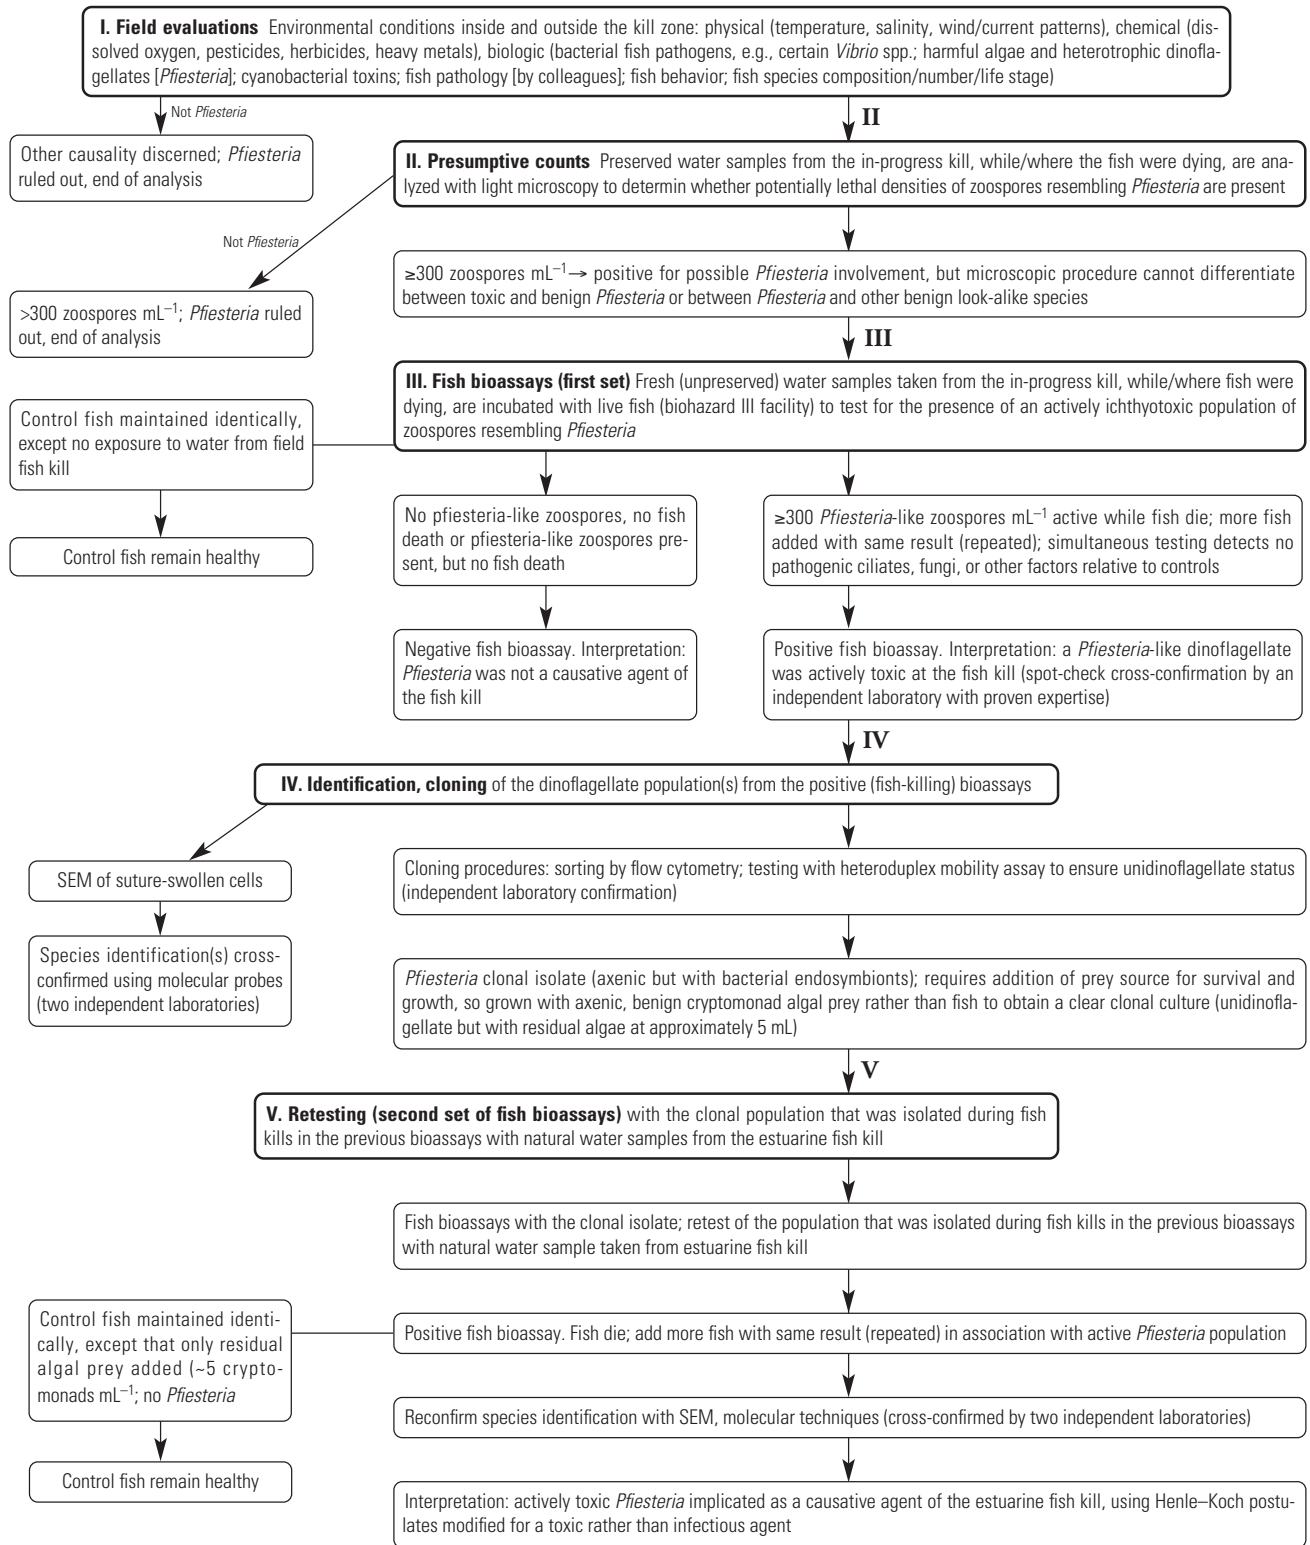 I. Field evaluations Environmental conditions inside and outside the kill zone: physical (temperature, salinity, wind/current patterns), chemical (dis-
solved oxygen, pesticides, herbicides, heavy metals), biologic (bacterial fish pathogens, e.g., certain Vibrio spp.; harmful algae and heterotrophic dinofla-
gellates [Pfiesteria]; cyanobacterial toxins; fish pathology [by colleagues]; fish behavior; fish species composition/number/life stage)
Not Pfiesteria
II
Other causality discerned; Pfiesteria
ruled out, end of analysis
II. Presumptive counts Preserved water samples from the in-progress kill, while/where the fish were dying, are ana-
lyzed with light microscopy to determin whether potentially lethal densities of zoospores resembling Pfiesteria are present
Not Pfiesteria
≥300 zoospores mL⁻¹→ positive for possible Pfiesteria involvement, but microscopic procedure cannot differentiate
between toxic and benign Pfiesteria or between Pfiesteria and other benign look-alike species
>300 zoospores mL⁻¹; Pfiesteria ruled
out, end of analysis
III
III. Fish bioassays (first set) Fresh (unpreserved) water samples taken from the in-progress kill, while/where fish were
dying, are incubated with live fish (biohazard III facility) to test for the presence of an actively ichthyotoxic population of
zoospores resembling Pfiesteria
Control fish maintained identically,
except no exposure to water from field
fish kill
Control fish remain healthy
No pfiesteria-like zoospores, no fish
death or pfiesteria-like zoospores pre-
sent, but no fish death
≥300 Pfiesteria-like zoospores mL⁻¹ active while fish die; more fish
added with same result (repeated); simultaneous testing detects no
pathogenic ciliates, fungi, or other factors relative to controls
Negative fish bioassay. Interpretation:
Pfiesteria was not a causative agent of
the fish kill
Positive fish bioassay. Interpretation: a Pfiesteria-like dinoflagellate
was actively toxic at the fish kill (spot-check cross-confirmation by an
independent laboratory with proven expertise)
IV
IV. Identification, cloning of the dinoflagellate population(s) from the positive (fish-killing) bioassays
SEM of suture-swollen cells
Species identification(s) cross-
confirmed using molecular probes
(two independent laboratories)
Cloning procedures: sorting by flow cytometry; testing with heteroduplex mobility assay to ensure unidinoflagellate status
(independent laboratory confirmation)
Pfiesteria clonal isolate (axenic but with bacterial endosymbionts); requires addition of prey source for survival and
growth, so grown with axenic, benign cryptomonad algal prey rather than fish to obtain a clear clonal culture (unidinofla-
gellate but with residual algae at approximately 5 mL)
V
V. Retesting (second set of fish bioassays) with the clonal population that was isolated during fish
kills in the previous bioassays with natural water samples from the estuarine fish kill
Fish bioassays with the clonal isolate; retest of the population that was isolated during fish kills in the previous bioassays
with natural water sample taken from estuarine fish kill
Control fish maintained identi-
cally, except that only residual
algal prey added (~5 crypto-
monads mL⁻¹; no Pfiesteria
Control fish remain healthy
Positive fish bioassay. Fish die; add more fish with same result (repeated) in association with active Pfiesteria population
Reconfirm species identification with SEM, molecular techniques (cross-confirmed by two independent laboratories)
Interpretation: actively toxic Pfiesteria implicated as a causative agent of the estuarine fish kill, using Henle–Koch postu-
lates modified for a toxic rather than infectious agent